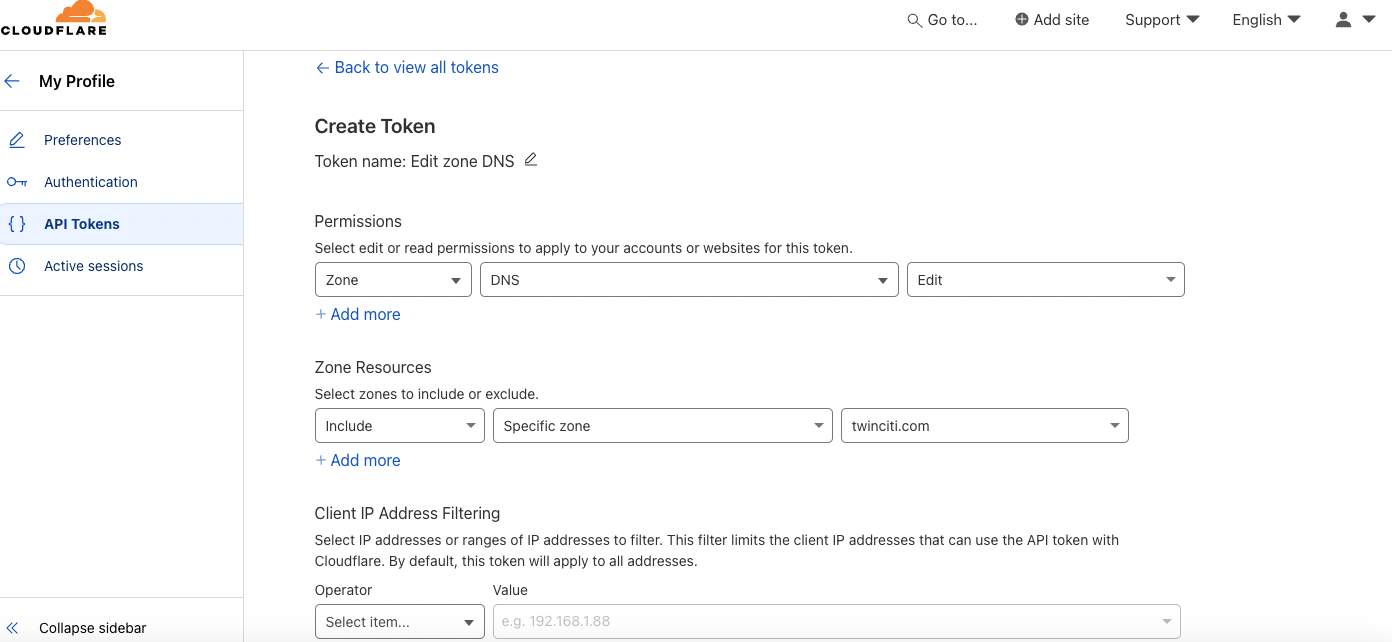 CLOUDFLARE
Go to...
Add site
Support
English
My Profile
Preferences
Authentication
API Tokens
Active sessions
Collapse sidebar
Back to view all tokens
Create Token
Token name: Edit zone DNS
Permissions
Select edit or read permissions to apply to your accounts or websites for this token.
Zone DNS Edit
+ Add more
Zone Resources
Select zones to include or exclude.
Include Specific zone twinciti.com
+ Add more
Client IP Address Filtering
Select IP addresses or ranges of IP addresses to filter. This filter limits the client IP addresses that can use the API token with
Cloudflare. By default, this token will apply to all addresses.
Operator Value
Select item... e.g. 192.168.1.88